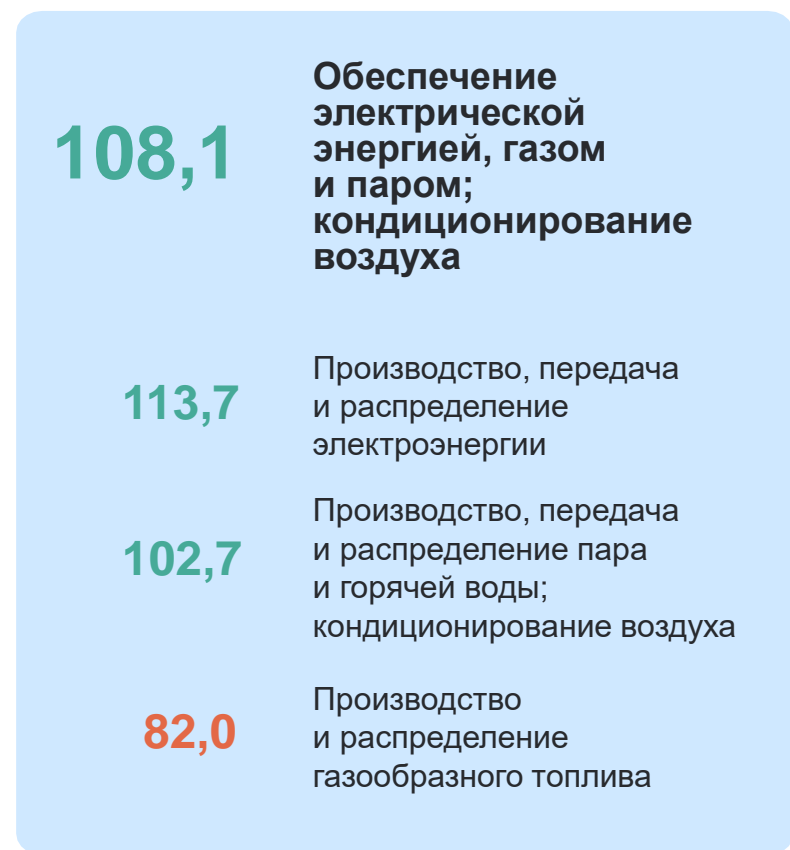 108,1
Обеспечение
электрической
энергией, газом
и паром;
кондиционирование
воздуха
113,7
Производство, передача
и распределение
электроэнергии
102,7
Производство, передача
и распределение пара
и горячей воды;
кондиционирование воздуха
82,0
Производство
и распределение
газообразного топлива